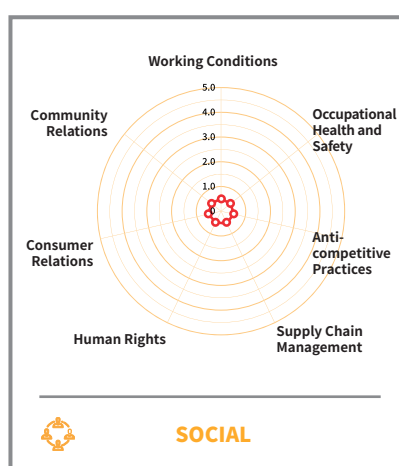 Working Conditions
5.0
4.0
3.0
2.0
1.0
0
Community
Relations
Occupational
Health and
Safety
Consumer
Relations
Anti-
competitive
Practices
Human Rights
Supply Chain
Management
SOCIAL